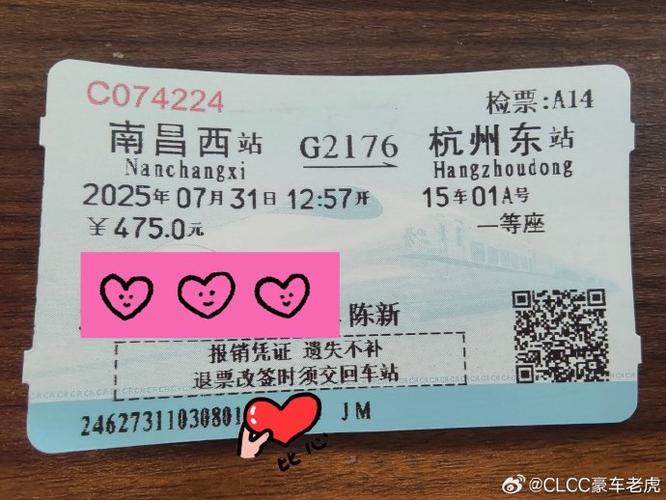 C074224 检票:A14
南昌西站 G2176 杭州东站
Nanchangxi Hangzhoudong
2025年07月31日 12:57开 15车01A号
¥475.0元 一等座
陈新
报销凭证 遗失不补
退票改签时须交回车站
24627311030801 JM
比心
@CLCC豪车老虎